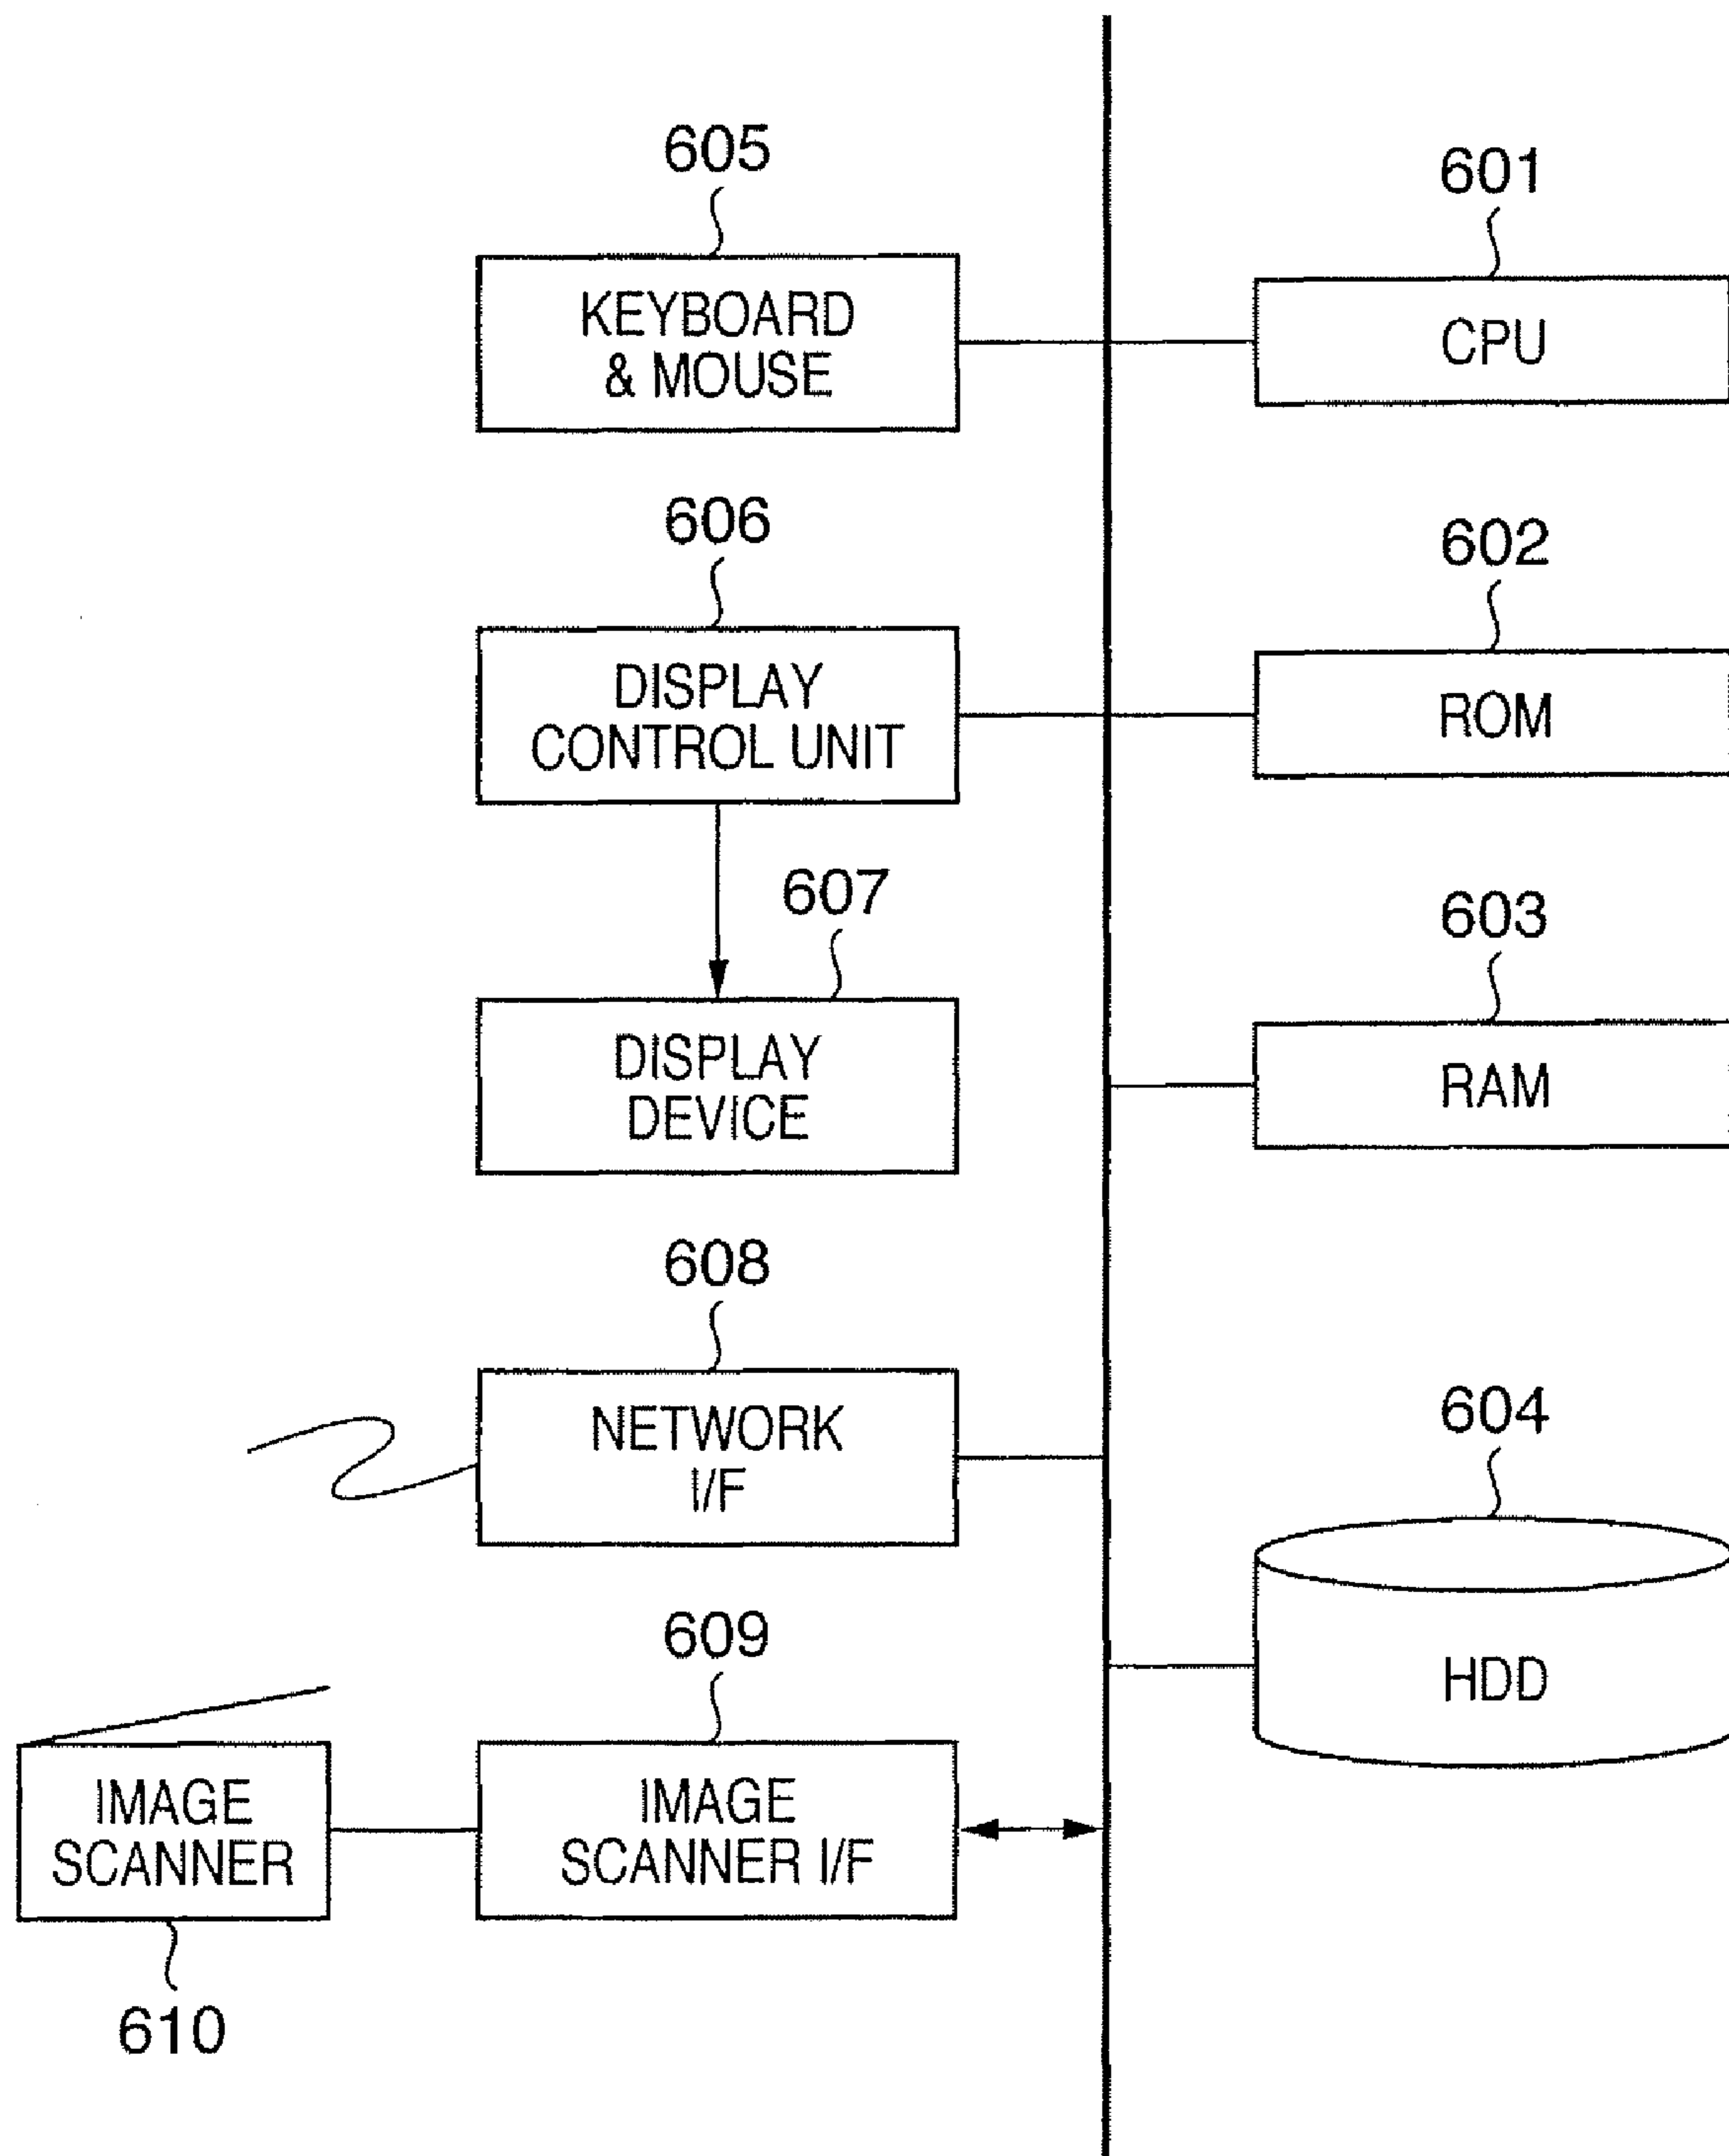 605
KEYBOARD
& MOUSE
601
CPU
606
DISPLAY
CONTROL UNIT
602
ROM
607
DISPLAY
DEVICE
603
RAM
608
NETWORK
I/F
604
HDD
609
IMAGE
SCANNER I/F
IMAGE
SCANNER
610